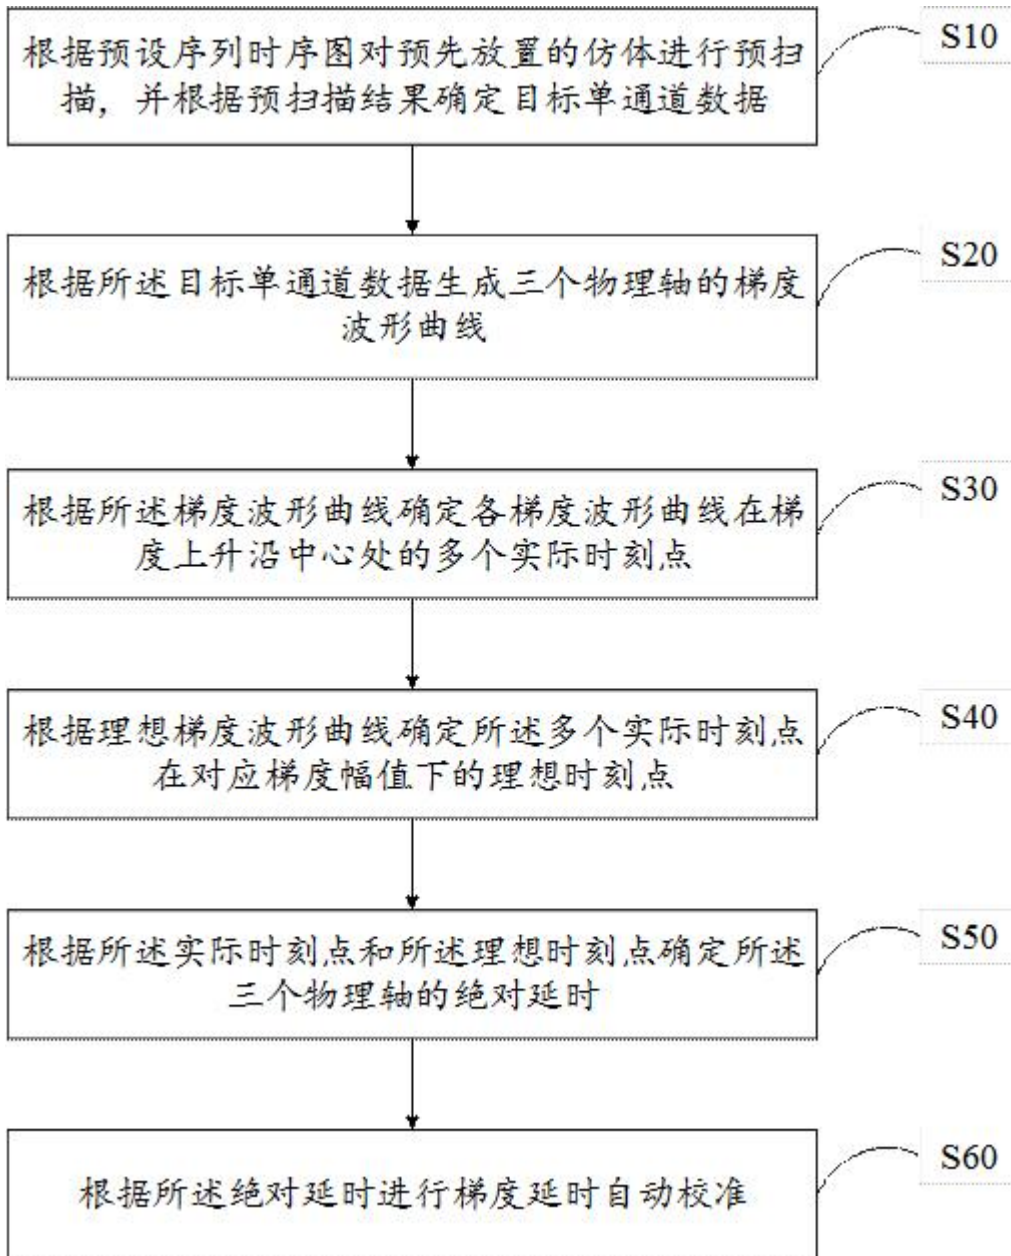 根据预设序列时序图对预先放置的仿体进行预扫
描，并根据预扫描结果确定目标单通道数据
S10
根据所述目标单通道数据生成三个物理轴的梯度
波形曲线
S20
根据所述梯度波形曲线确定各梯度波形曲线在梯
度上升沿中心处的多个实际时刻点
S30
根据理想梯度波形曲线确定所述多个实际时刻点
在对应梯度幅值下的理想时刻点
S40
根据所述实际时刻点和所述理想时刻点确定所述
三个物理轴的绝对延时
S50
根据所述绝对延时进行梯度延时自动校准
S60